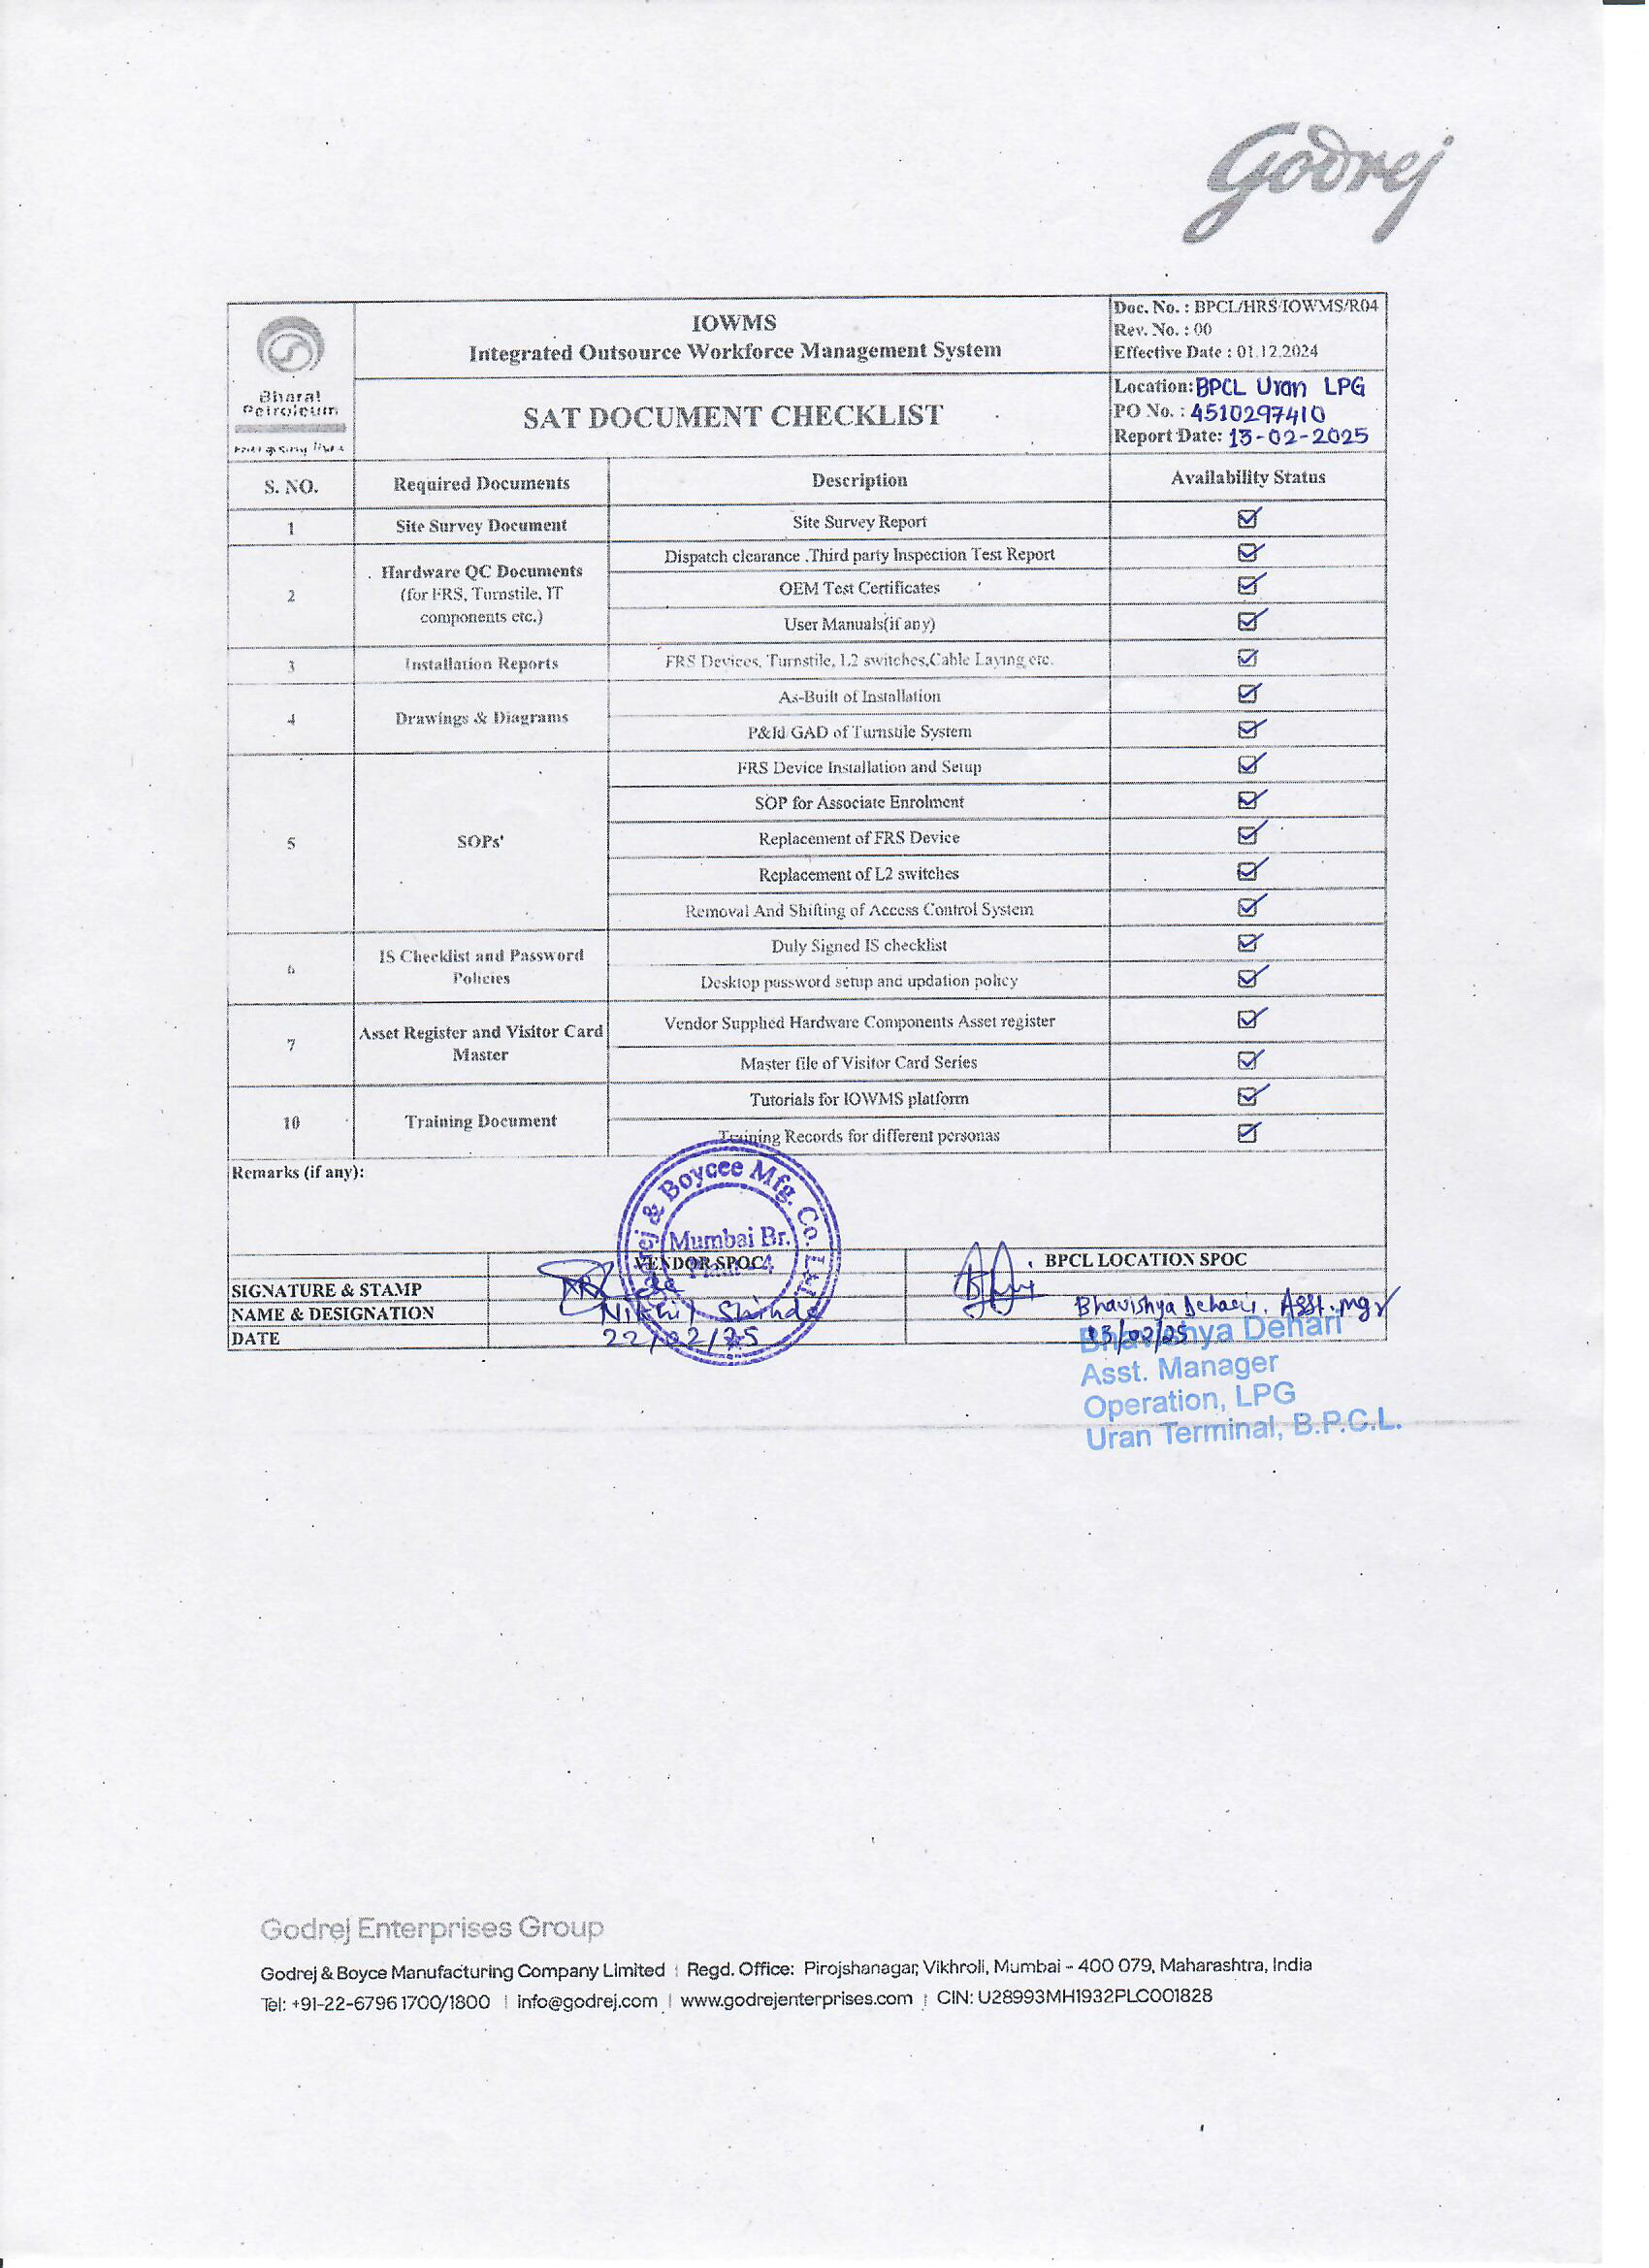 Godrej
Bharat
Petroleum
energising lives
IOWMS
Integrated Outsource Workforce Management System
Doc. No. : BPCL/HRS/IOWMS/R04
Rev. No. : 00
Effective Date : 01.12.2024
SAT DOCUMENT CHECKLIST
Location: BPCL Uran LPG
PO No. : 4510297410
Report Date: 13-02-2025
S. NO. Required Documents Description Availability Status
1 Site Survey Document Site Survey Report ☑
2 Hardware QC Documents (for FRS, Turnstile, IT components etc.) Dispatch clearance ,Third party Inspection Test Report ☑
OEM Test Certificates ☑
User Manuals(if any) ☑
3 Installation Reports FRS Devices, Turnstile, L2 switches,Cable Laying etc. ☑
4 Drawings & Diagrams As-Built of Installation ☑
P&Id/GAD of Turnstile System ☑
5 SOPs' FRS Device Installation and Setup ☑
SOP for Associate Enrolment ☑
Replacement of FRS Device ☑
Replacement of L2 switches ☑
Removal And Shifting of Access Control System ☑
6 IS Checklist and Password Policies Duly Signed IS checklist ☑
Desktop password setup and updation policy ☑
7 Asset Register and Visitor Card Master Vendor Supplied Hardware Components Asset register ☑
Master file of Visitor Card Series ☑
10 Training Document Tutorials for IOWMS platform ☑
Training Records for different personas ☑
Remarks (if any):
& Boycee Mfg. Co. Ltd
Mumbai Br.
VENDOR SPOC
BPCL LOCATION SPOC
SIGNATURE & STAMP
NAME & DESIGNATION Nikhil Shinde Bhavishya Dehari. Asst. mgr
DATE 22/02/25 13/02/25
Bhavishya Dehari
Asst. Manager
Operation, LPG
Uran Terminal, B.P.C.L.
Godrej Enterprises Group
Godrej & Boyce Manufacturing Company Limited | Regd. Office: Pirojshanagar, Vikhroli, Mumbai - 400 079, Maharashtra, India
Tel: +91-22-6796 1700/1800 | info@godrej.com | www.godrejenterprises.com | CIN: U28993MH1932PLC001828